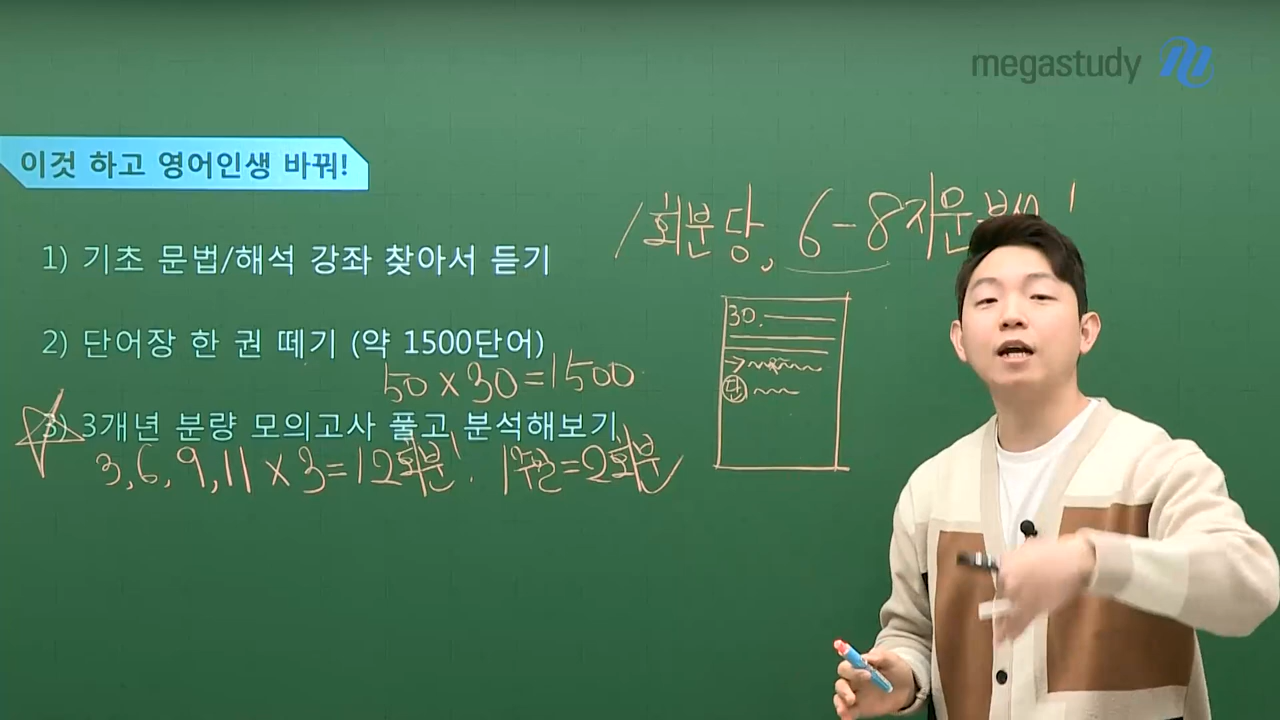 megastudy
이것 하고 영어인생 바꿔!
1) 기초 문법/해석 강좌 찾아서 듣기
2) 단어장 한 권 떼기 (약 1500단어)
50 × 30 = 1500
3) 3개년 분량 모의고사 풀고 분석해보기
3, 6, 9, 11 × 3 = 12회분! 1주일 = 2회분
1회분당, 6-8지문
30.
단